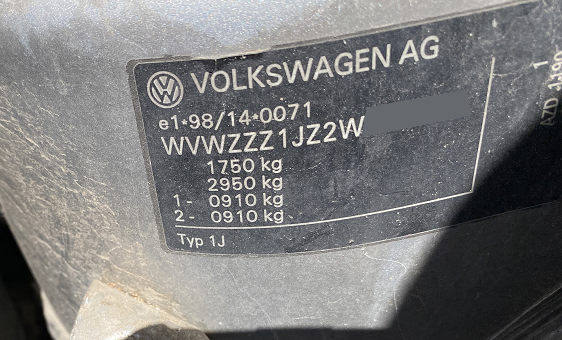 VOLKSWAGEN AG
e1*98/14*0071
WVWZZZ1JZ2W
1750 kg
2950 kg
1- 0910 kg
2- 0910 kg
Typ 1J